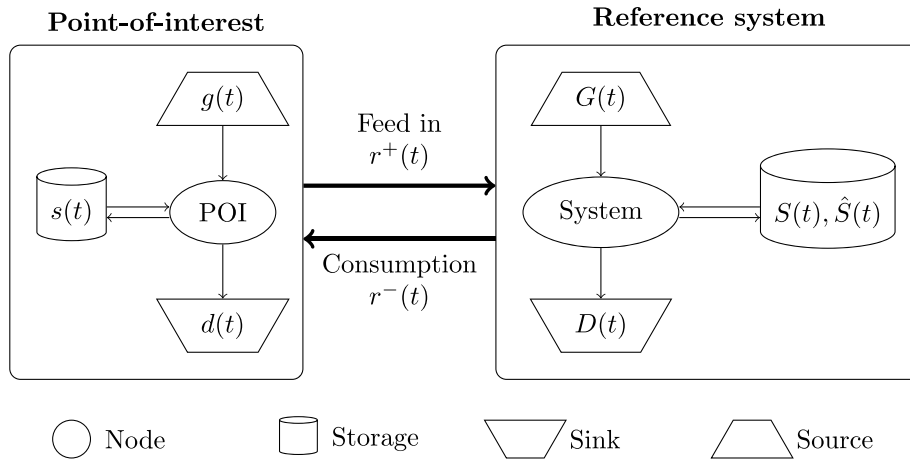 Point-of-interest
Reference system
g(t)
G(t)
Feed in
r⁺(t)
s(t)
POI
System
S(t), Ŝ(t)
Consumption
r⁻(t)
d(t)
D(t)
Node
Storage
Sink
Source